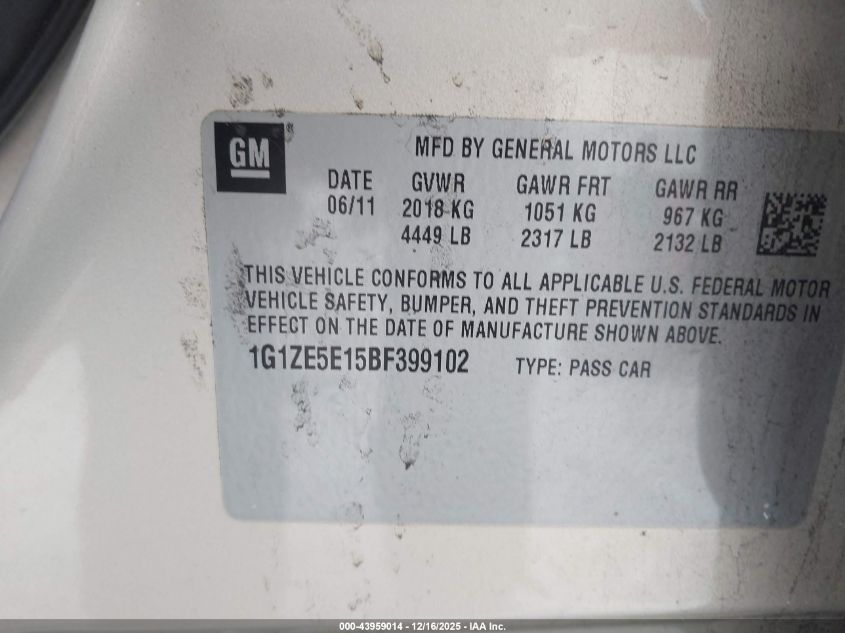 GM
MFD BY GENERAL MOTORS LLC
DATE GVWR GAWR FRT GAWR RR
06/11 2018 KG 1051 KG 967 KG
4449 LB 2317 LB 2132 LB
THIS VEHICLE CONFORMS TO ALL APPLICABLE U.S. FEDERAL MOTOR
VEHICLE SAFETY, BUMPER, AND THEFT PREVENTION STANDARDS IN
EFFECT ON THE DATE OF MANUFACTURE SHOWN ABOVE.
1G1ZE5E15BF399102 TYPE: PASS CAR
000-43959014 - 12/16/2025 - IAA Inc.